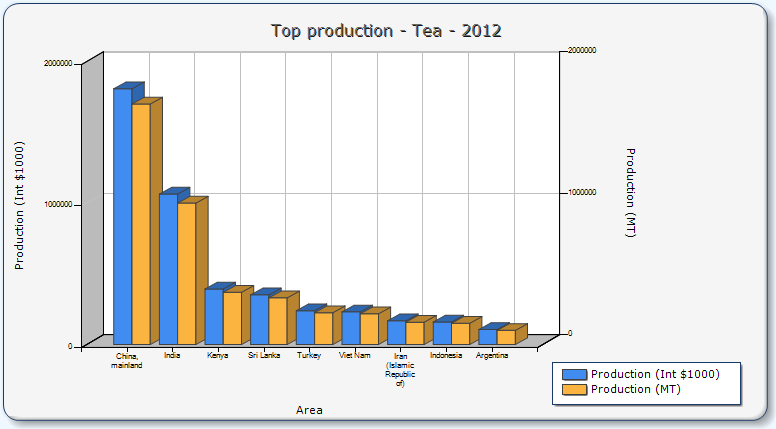 Top production - Tea - 2012
Production (Int $1000)
2000000
1000000
0
2000000
1000000
0
Production (MT)
China,
mainland
India
Kenya
Sri Lanka
Turkey
Viet Nam
Iran
(Islamic
Republic
of)
Indonesia
Argentina
Area
Production (Int $1000)
Production (MT)